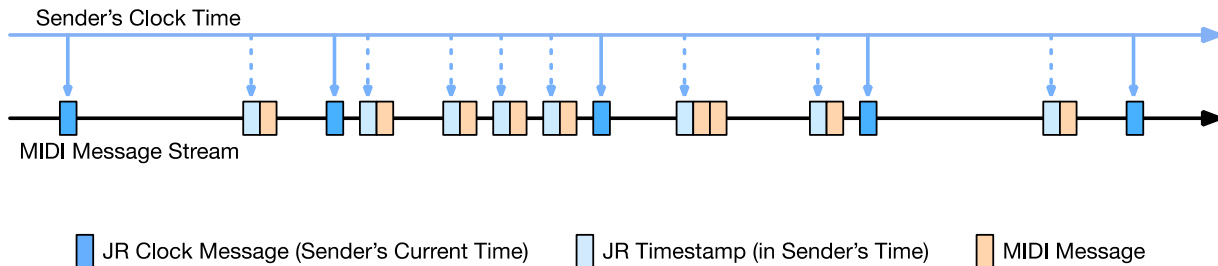 Sender’s Clock Time
MIDI Message Stream
JR Clock Message (Sender’s Current Time) JR Timestamp (in Sender’s Time) MIDI Message